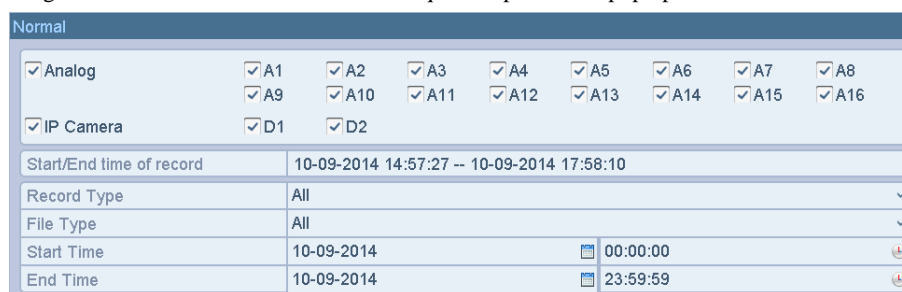 Normal
Analog A1 A2 A3 A4 A5 A6 A7 A8
A9 A10 A11 A12 A13 A14 A15 A16
IP Camera D1 D2
Start/End time of record 10-09-2014 14:57:27 -- 10-09-2014 17:58:10
Record Type All
File Type All
Start Time 10-09-2014 00:00:00
End Time 10-09-2014 23:59:59